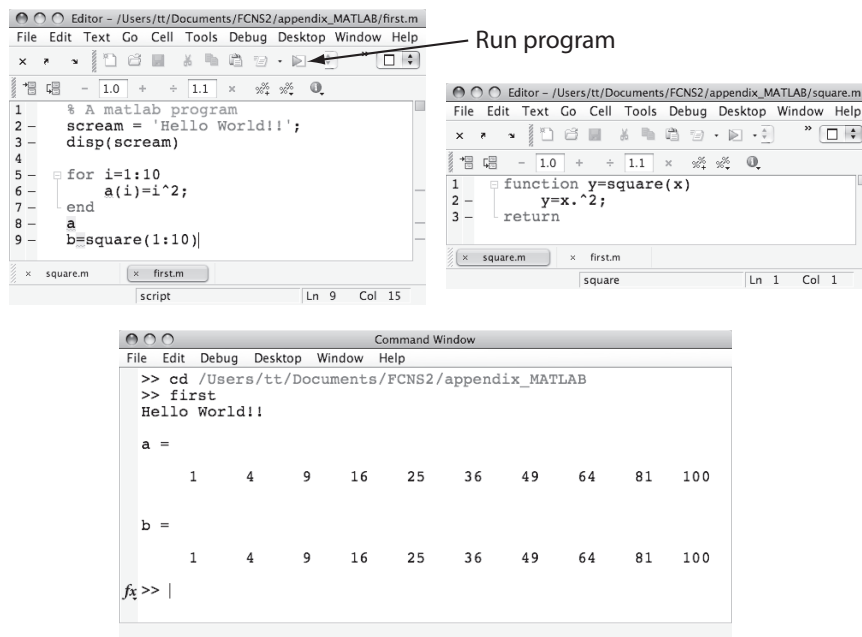 Editor – /Users/tt/Documents/FCNS2/appendix_MATLAB/first.m
File Edit Text Go Cell Tools Debug Desktop Window Help
Run program
− 1.0 + ÷ 1.1 ×
1 % A matlab program
2 – scream = 'Hello World!!';
3 – disp(scream)
4
5 – for i=1:10
6 – a(i)=i^2;
7 – end
8 – a
9 – b=square(1:10)
× square.m × first.m
script Ln 9 Col 15
Editor – /Users/tt/Documents/FCNS2/appendix_MATLAB/square.m
File Edit Text Go Cell Tools Debug Desktop Window Help
− 1.0 + ÷ 1.1 ×
1 function y=square(x)
2 – y=x.^2;
3 – return
× square.m × first.m
square Ln 1 Col 1
Command Window
File Edit Debug Desktop Window Help
>> cd /Users/tt/Documents/FCNS2/appendix_MATLAB
>> first
Hello World!!
a =
1 4 9 16 25 36 49 64 81 100
b =
1 4 9 16 25 36 49 64 81 100
fx >>